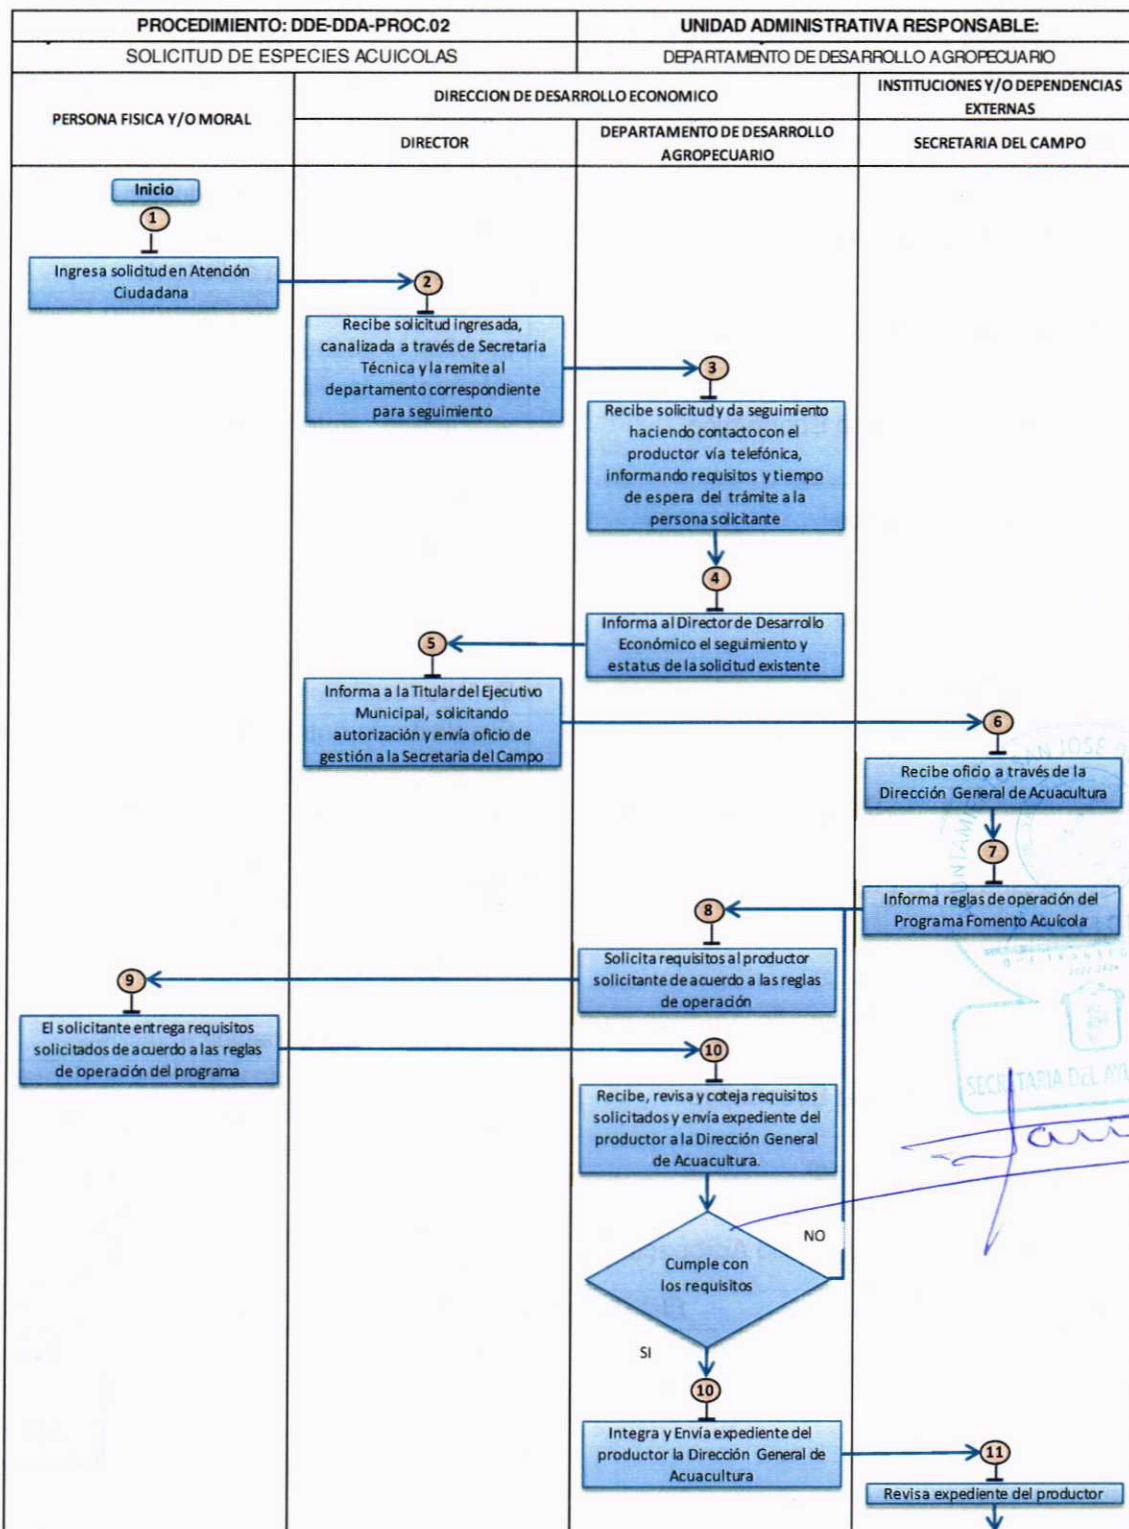 PROCEDIMIENTO: DDE-DDA-PROC.02
UNIDAD ADMINISTRATIVA RESPONSABLE:
SOLICITUD DE ESPECIES ACUICOLAS
DEPARTAMENTO DE DESARROLLO AGROPECUARIO
PERSONA FISICA Y/O MORAL
DIRECCION DE DESARROLLO ECONOMICO
INSTITUCIONES Y/O DEPENDENCIAS
EXTERNAS
DIRECTOR
DEPARTAMENTO DE DESARROLLO
AGROPECUARIO
SECRETARIA DEL CAMPO
Inicio
1
Ingresa solicitud en Atención
Ciudadana
2
Recibe solicitud ingresada,
canalizada a través de Secretaria
Técnica y la remite al
departamento correspondiente
para seguimiento
3
Recibe solicitud y da seguimiento
haciendo contacto con el
productor vía telefónica,
informando requisitos y tiempo
de espera del trámite a la
persona solicitante
4
Informa al Director de Desarrollo
Económico el seguimiento y
estatus de la solicitud existente
5
Informa a la Titular del Ejecutivo
Municipal, solicitando
autorización y envía oficio de
gestión a la Secretaria del Campo
6
Recibe oficio a través de la
Dirección General de Acuacultura
7
Informa reglas de operación del
Programa Fomento Acuícola
8
Solicita requisitos al productor
solicitante de acuerdo a las reglas
de operación
9
El solicitante entrega requisitos
solicitados de acuerdo a las reglas
de operación del programa
10
Recibe, revisa y coteja requisitos
solicitados y envía expediente del
productor a la Dirección General
de Acuacultura.
Cumple con
los requisitos
NO
SI
10
Integra y Envía expediente del
productor la Dirección General de
Acuacultura
11
Revisa expediente del productor
SAN JOSE
2022-2024
SECRETARIA DEL